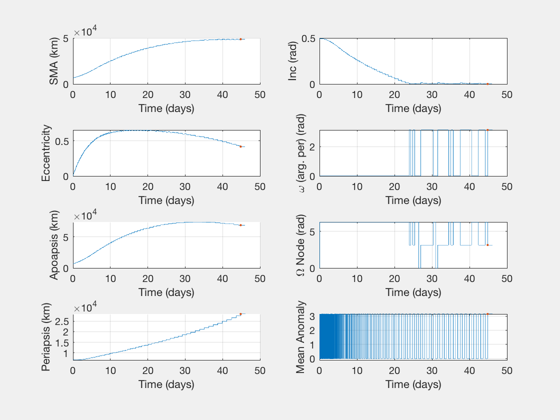 ×10⁴
SMA (km)
5
0
0 10 20 30 40 50
Time (days)
Inc (rad)
0.5
0
0 10 20 30 40 50
Time (days)
Eccentricity
0.5
0
0 10 20 30 40 50
Time (days)
ω (arg. per) (rad)
2
0
0 10 20 30 40 50
Time (days)
×10⁴
Apoapsis (km)
5
0
0 10 20 30 40 50
Time (days)
Ω Node (rad)
5
0
0 10 20 30 40 50
Time (days)
×10⁴
Periapsis (km)
2.5
2
1.5
1
0 10 20 30 40 50
Time (days)
Mean Anomaly
3
2
1
0
0 10 20 30 40 50
Time (days)